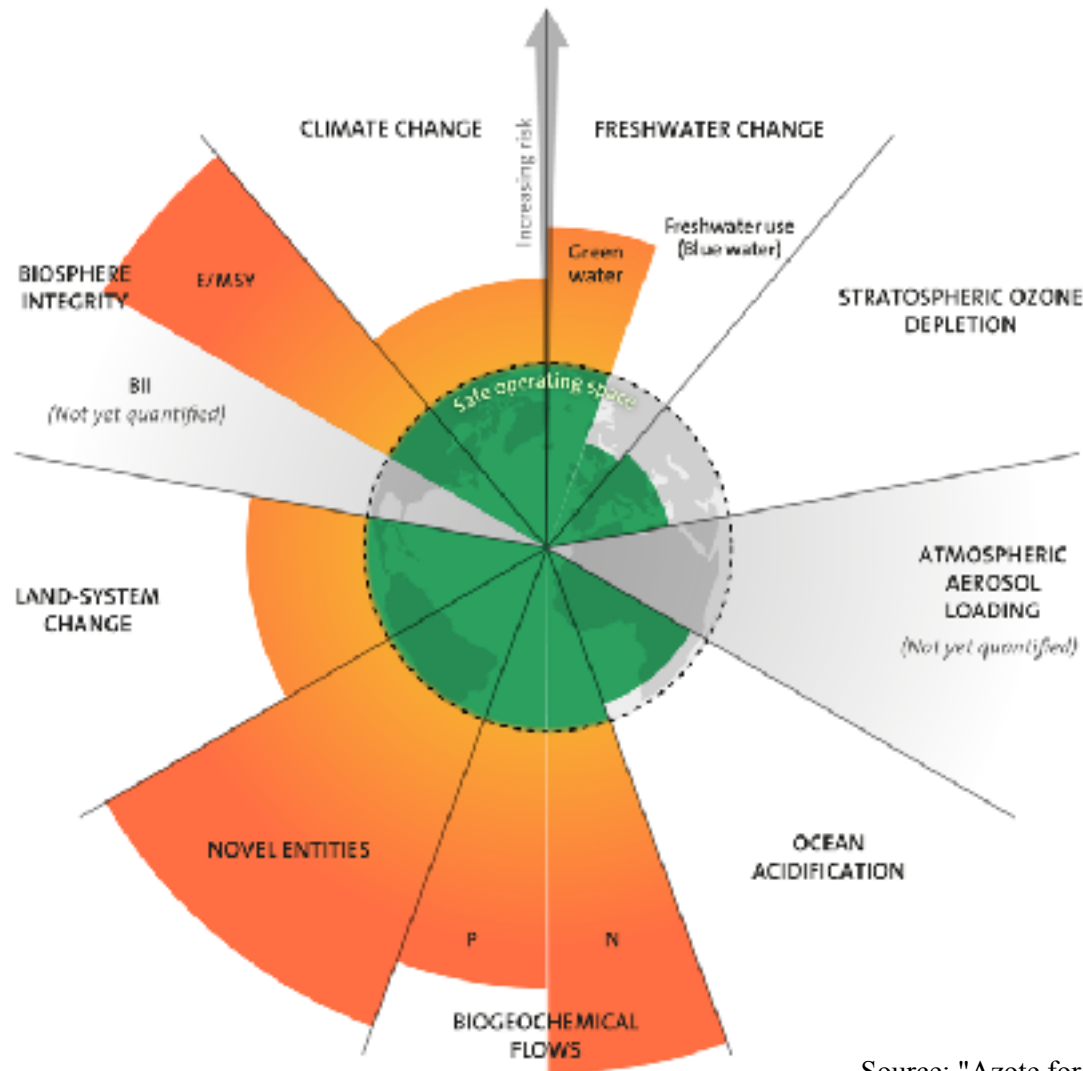 CLIMATE CHANGE
FRESHWATER CHANGE
Increasing risk
Freshwater use
(Blue water)
Green
water
BIOSPHERE
INTEGRITY
E/MSY
STRATOSPHERIC OZONE
DEPLETION
BII
(Not yet quantified)
Safe operating space
LAND-SYSTEM
CHANGE
ATMOSPHERIC
AEROSOL
LOADING
(Not yet quantified)
NOVEL ENTITIES
OCEAN
ACIDIFICATION
P
N
BIOGEOCHEMICAL
FLOWS
Source: "Azote for